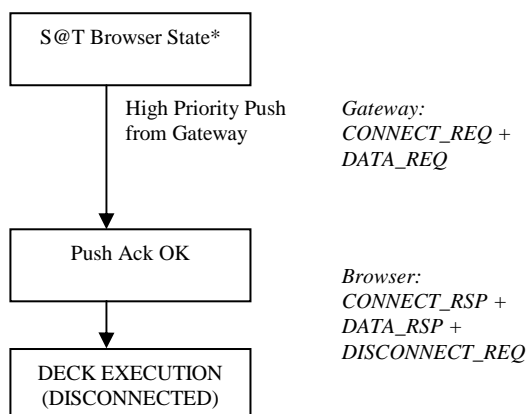 S@T Browser State*
High Priority Push
from Gateway
Gateway:
CONNECT_REQ +
DATA_REQ
Push Ack OK
Browser:
CONNECT_RSP +
DATA_RSP +
DISCONNECT_REQ
DECK EXECUTION
(DISCONNECTED)